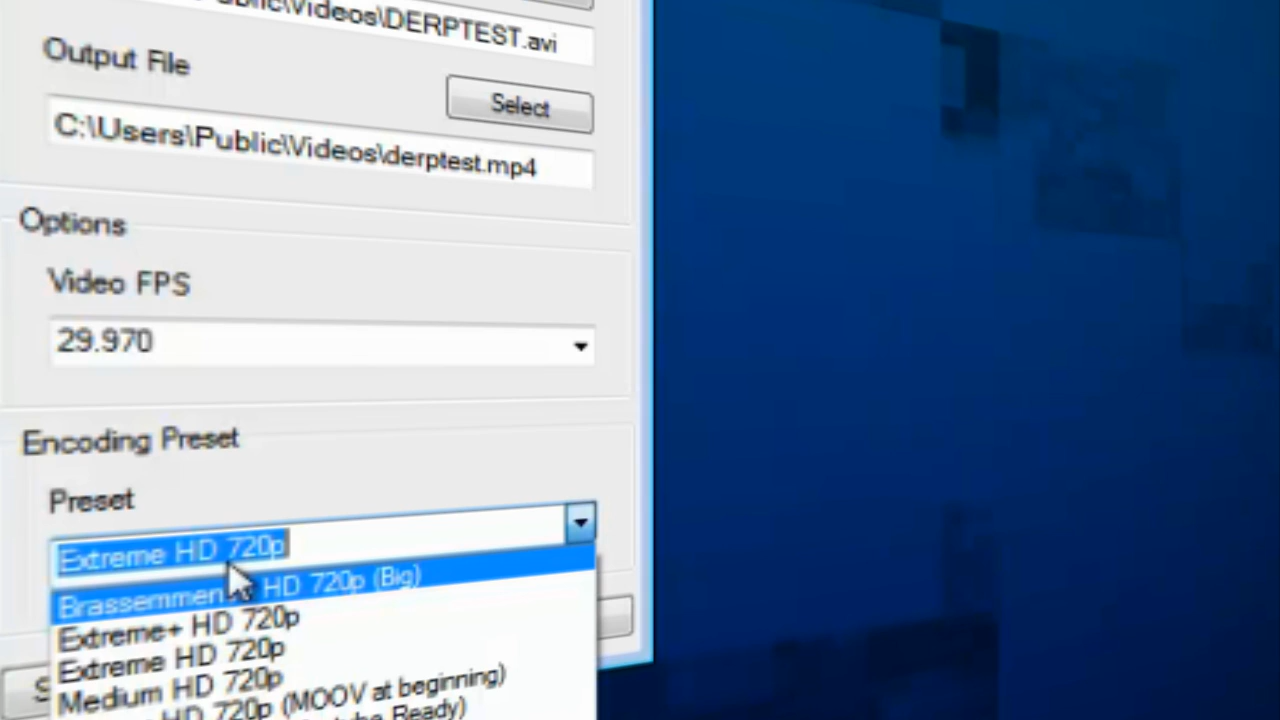 \Videos\DERPTEST.avi
Output File
Select
C:\Users\Public\Videos\derptest.mp4
Options
Video FPS
29.970
Encoding Preset
Preset
Extreme HD 720p
HD 720p (Big)
Extreme+ HD 720p
Extreme HD 720p
Medium HD 720p
HD 720p (MOOV at beginning)
Ready)